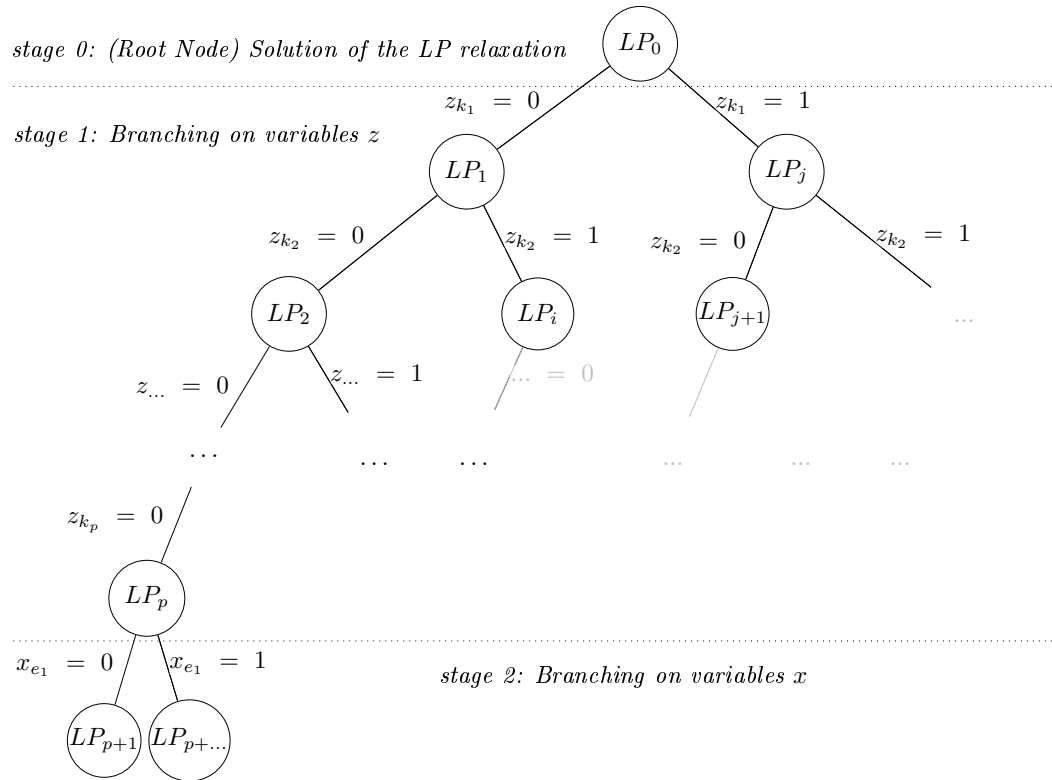 LP_0
stage 0: (Root Node) Solution of the LP relaxation
z_{k_1} = 0
z_{k_1} = 1
stage 1: Branching on variables z
LP_1
LP_j
z_{k_2} = 0
z_{k_2} = 1
z_{k_2} = 0
z_{k_2} = 1
LP_2
LP_i
LP_{j+1}
...
z_{...} = 0
z_{...} = 1
... = 0
...
...
...
...
...
...
z_{k_p} = 0
LP_p
x_{e_1} = 0
x_{e_1} = 1
stage 2: Branching on variables x
LP_{p+1}
LP_{p+...}